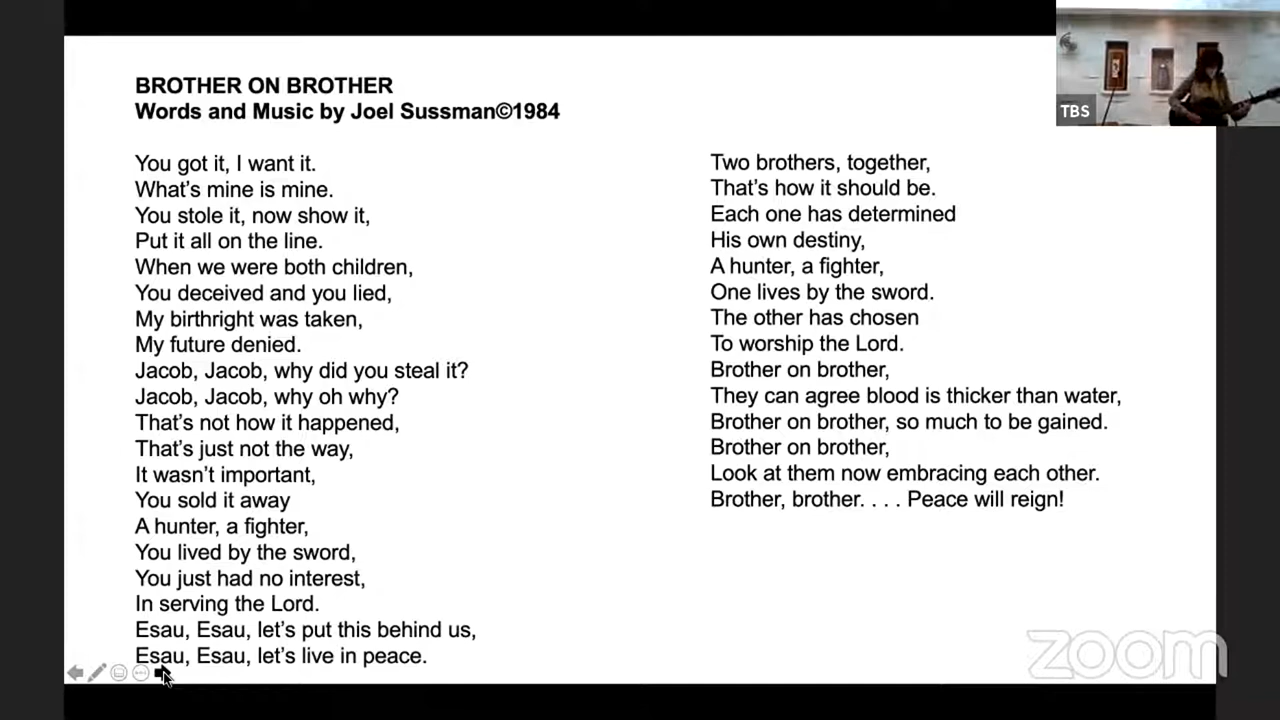 BROTHER ON BROTHER
Words and Music by Joel Sussman©1984
You got it, I want it.
What's mine is mine.
You stole it, now show it,
Put it all on the line.
When we were both children,
You deceived and you lied,
My birthright was taken,
My future denied.
Jacob, Jacob, why did you steal it?
Jacob, Jacob, why oh why?
That's not how it happened,
That's just not the way,
It wasn't important,
You sold it away
A hunter, a fighter,
You lived by the sword,
You just had no interest,
In serving the Lord.
Esau, Esau, let's put this behind us,
Esau, Esau, let's live in peace.
Two brothers, together,
That's how it should be.
Each one has determined
His own destiny,
A hunter, a fighter,
One lives by the sword.
The other has chosen
To worship the Lord.
Brother on brother,
They can agree blood is thicker than water,
Brother on brother, so much to be gained.
Brother on brother,
Look at them now embracing each other.
Brother, brother. . . . Peace will reign!
TBS
zoom